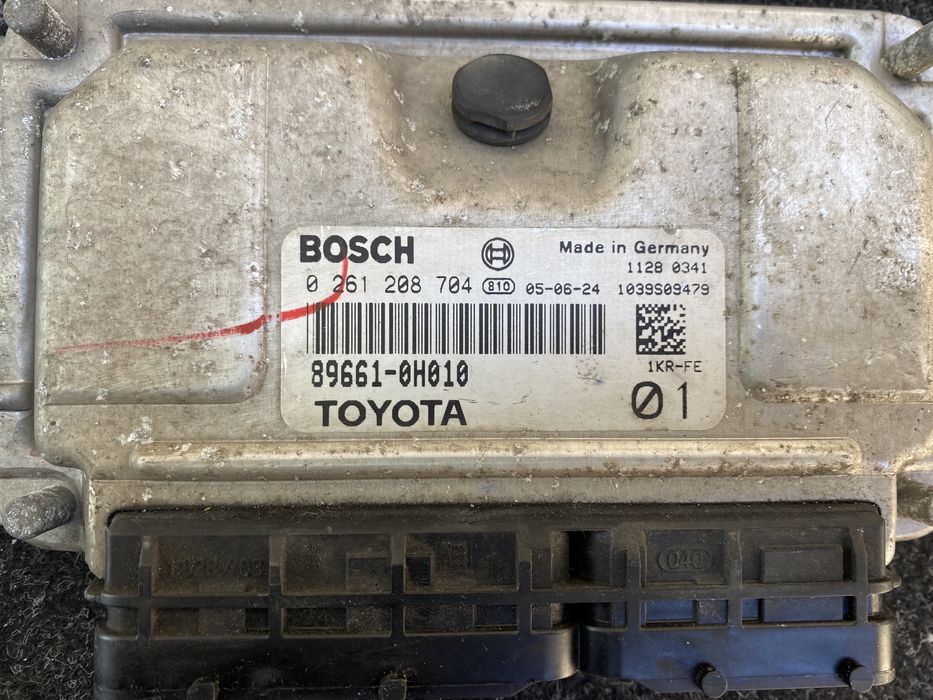 BOSCH
Made in Germany
1128 0341
0 261 208 704 810 05-06-24 1039S09479
89661-0H010
1KR-FE
TOYOTA
01
040